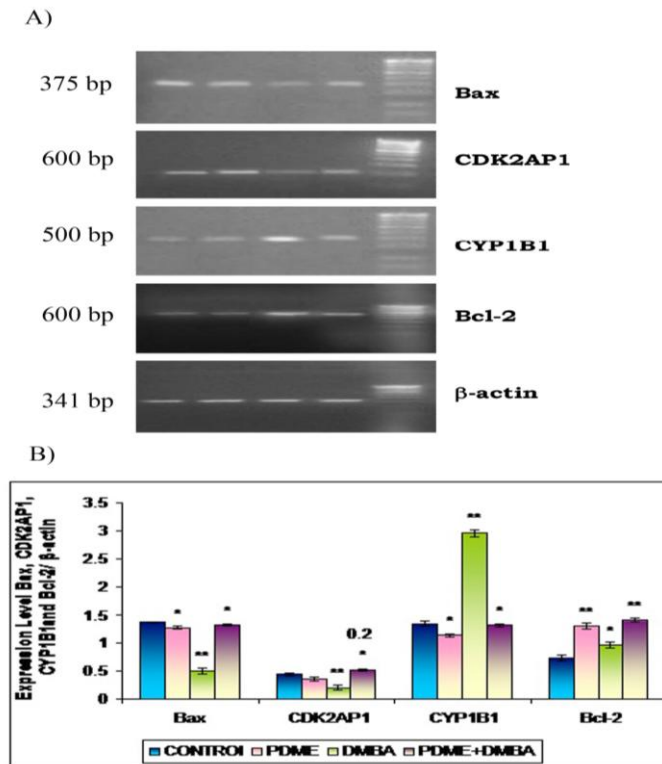 A)
375 bp
Bax
600 bp
CDK2AP1
500 bp
CYP1B1
600 bp
Bcl-2
341 bp
β-actin
B)
Expression Level Bax, CDK2AP1,
CYP1B1and Bcl-2/ β-actin
3.5
3
2.5
2
1.5
1
0.5
0
*
**
*
**
0.2
*
*
**
*
**
*
**
Bax
CDK2AP1
CYP1B1
Bcl-2
CONTROl
PDME
DMBA
PDME+DMBA